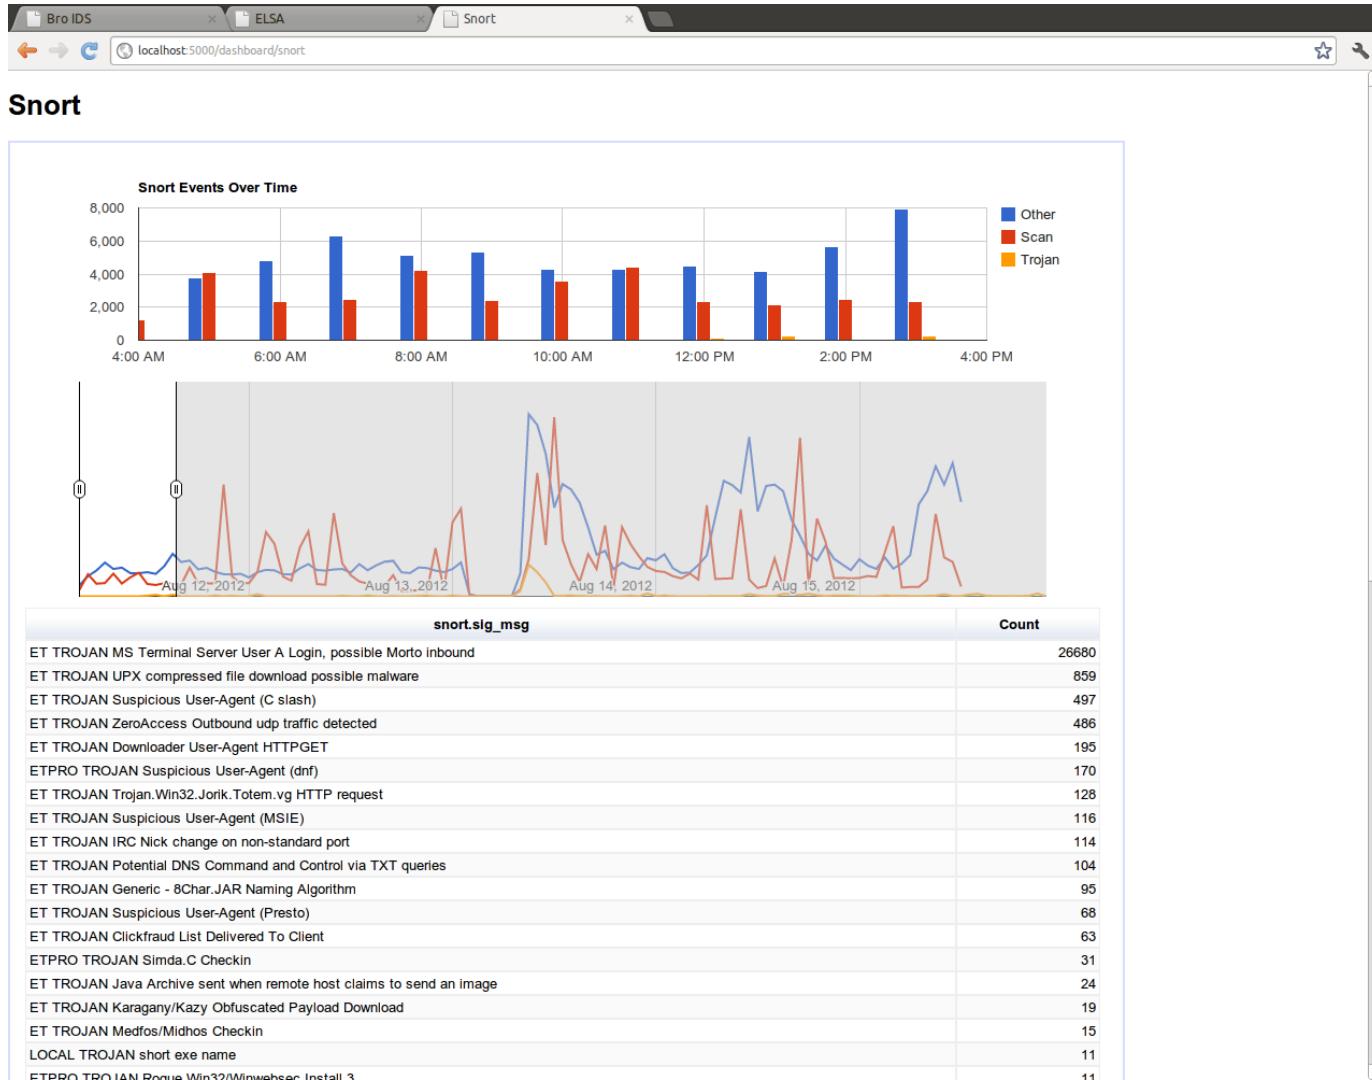 Bro IDS
ELSA
Snort
localhost:5000/dashboard/snort
Snort
Snort Events Over Time
8,000
6,000
4,000
2,000
0
Other
Scan
Trojan
4:00 AM 6:00 AM 8:00 AM 10:00 AM 12:00 PM 2:00 PM 4:00 PM
Aug 12, 2012 Aug 13, 2012 Aug 14, 2012 Aug 15, 2012
snort.sig_msg Count
ET TROJAN MS Terminal Server User A Login, possible Morto inbound 26680
ET TROJAN UPX compressed file download possible malware 859
ET TROJAN Suspicious User-Agent (C slash) 497
ET TROJAN ZeroAccess Outbound udp traffic detected 486
ET TROJAN Downloader User-Agent HTTPGET 195
ETPRO TROJAN Suspicious User-Agent (dnf) 170
ET TROJAN Trojan.Win32.Jorik.Totem.vg HTTP request 128
ET TROJAN Suspicious User-Agent (MSIE) 116
ET TROJAN IRC Nick change on non-standard port 114
ET TROJAN Potential DNS Command and Control via TXT queries 104
ET TROJAN Generic - 8Char.JAR Naming Algorithm 95
ET TROJAN Suspicious User-Agent (Presto) 68
ET TROJAN Clickfraud List Delivered To Client 63
ETPRO TROJAN Simda.C Checkin 31
ET TROJAN Java Archive sent when remote host claims to send an image 24
ET TROJAN Karagany/Kazy Obfuscated Payload Download 19
ET TROJAN Medfos/Midhos Checkin 15
LOCAL TROJAN short exe name 11
ETPRO TROJAN Rogue Win32/Winwebsec Install 3 11